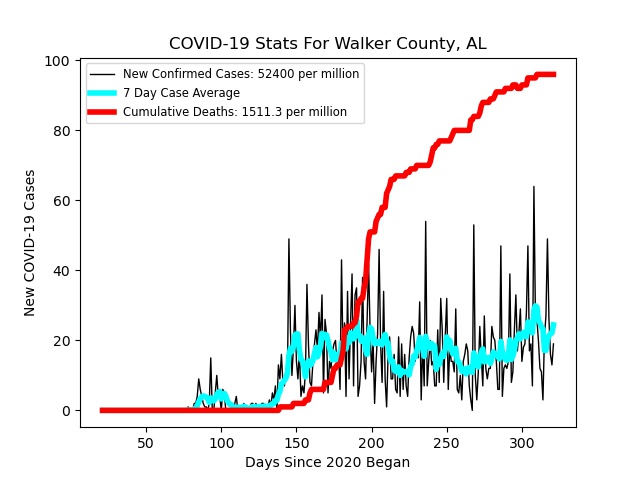 COVID-19 Stats For Walker County, AL
New Confirmed Cases: 52400 per million
7 Day Case Average
Cumulative Deaths: 1511.3 per million
New COVID-19 Cases
100
80
60
40
20
0
50 100 150 200 250 300
Days Since 2020 Began